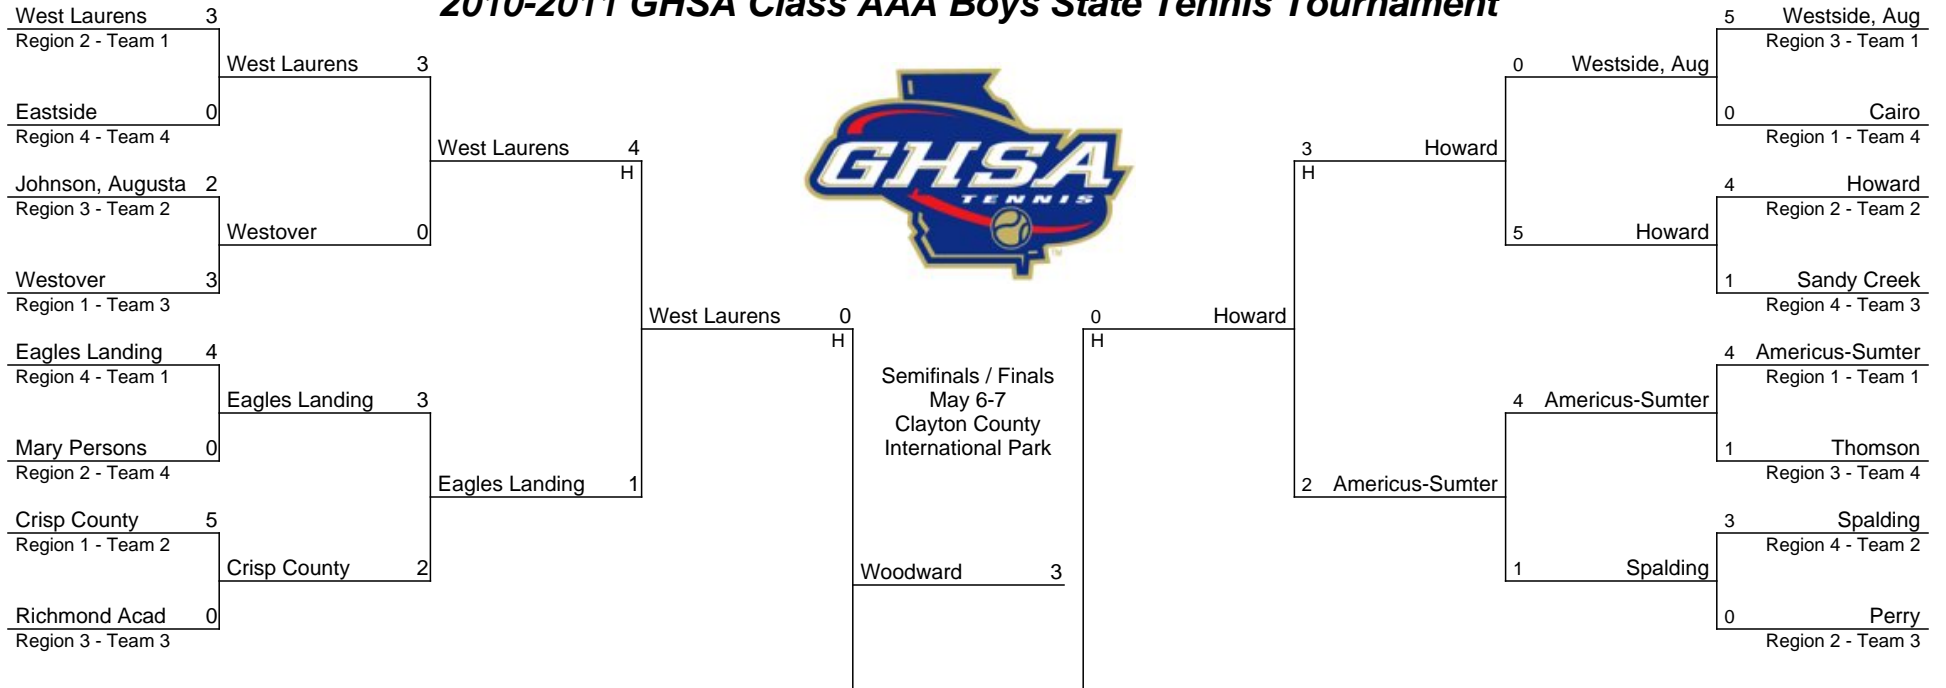 2010-2011 GHSA Class AAA Boys State Tennis Tournament
West Laurens 3
Region 2 - Team 1
West Laurens 3
Eastside 0
Region 4 - Team 4
West Laurens 4
H
Johnson, Augusta 2
Region 3 - Team 2
Westover 0
Westover 3
Region 1 - Team 3
West Laurens 0
H
Eagles Landing 4
Region 4 - Team 1
Eagles Landing 3
Mary Persons 0
Region 2 - Team 4
Eagles Landing 1
Crisp County 5
Region 1 - Team 2
Crisp County 2
Richmond Acad 0
Region 3 - Team 3
GHSA
TENNIS
TM
Semifinals / Finals
May 6-7
Clayton County
International Park
Woodward 3
5 Westside, Aug
Region 3 - Team 1
0 Westside, Aug
0 Cairo
Region 1 - Team 4
3 Howard
H
4 Howard
Region 2 - Team 2
5 Howard
1 Sandy Creek
Region 4 - Team 3
0 Howard
H
4 Americus-Sumter
Region 1 - Team 1
4 Americus-Sumter
1 Thomson
Region 3 - Team 4
2 Americus-Sumter
3 Spalding
Region 4 - Team 2
1 Spalding
0 Perry
Region 2 - Team 3